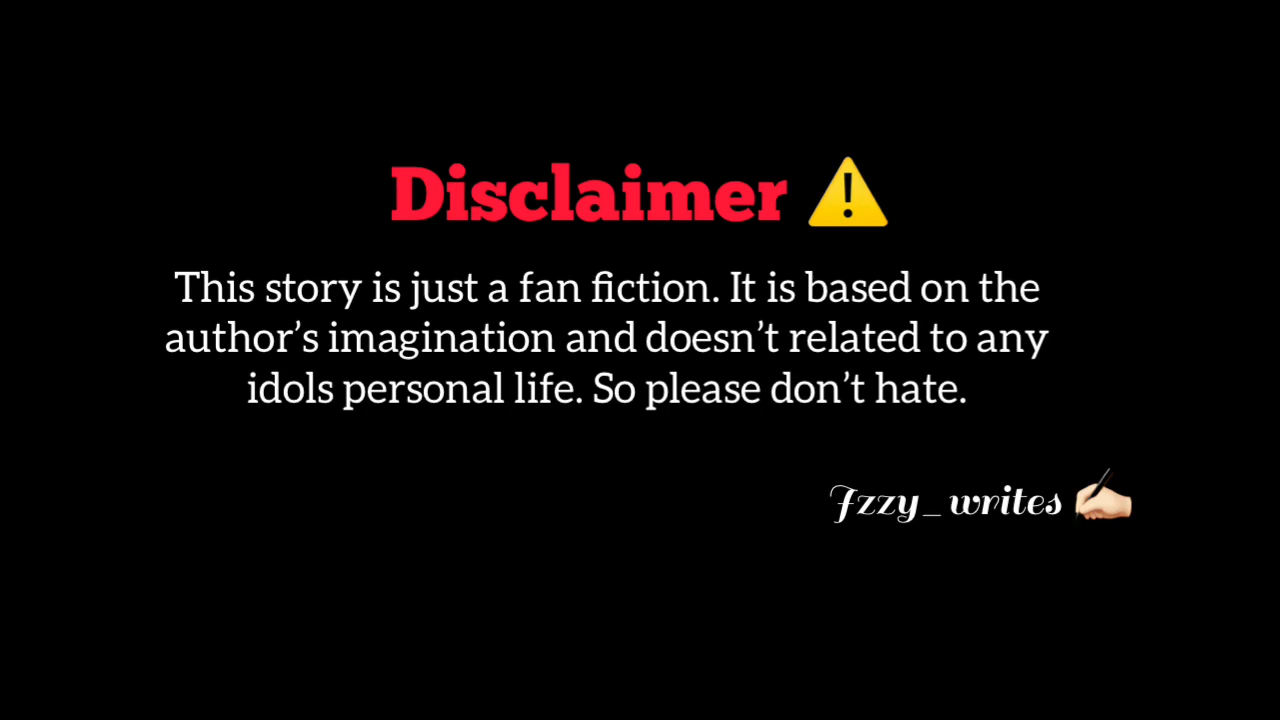 Disclaimer ⚠️
This story is just a fan fiction. It is based on the
author’s imagination and doesn’t related to any
idols personal life. So please don’t hate.
Izzy_writes ✍🏻